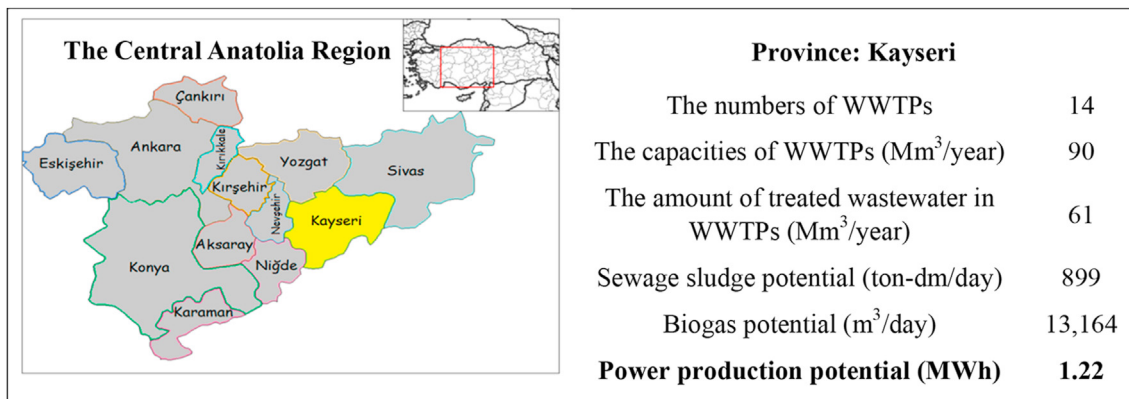 The Central Anatolia Region
Çankırı
Ankara
Kırıkkale
Eskişehir
Yozgat
Sivas
Kırşehir
Nevşehir
Kayseri
Aksaray
Konya
Niğde
Karaman
Province: Kayseri
The numbers of WWTPs 14
The capacities of WWTPs (Mm³/year) 90
The amount of treated wastewater in
WWTPs (Mm³/year) 61
Sewage sludge potential (ton-dm/day) 899
Biogas potential (m³/day) 13,164
Power production potential (MWh) 1.22